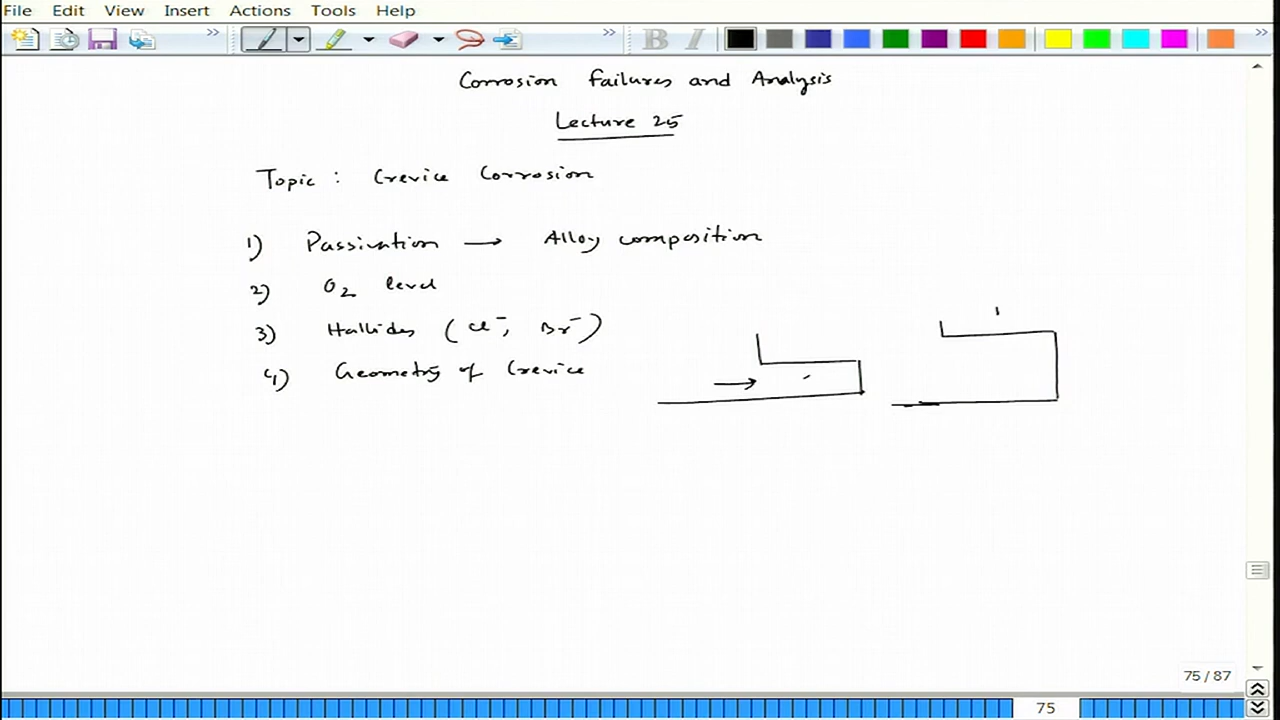 File Edit View Insert Actions Tools Help
Corrosion Failures and Analysis
Lecture 25
Topic : Crevice Corrosion
1) Passivation → Alloy composition
2) O2 level
3) Hallides (Cl-, Br-)
4) Geometry of Crevice
75 / 87
75